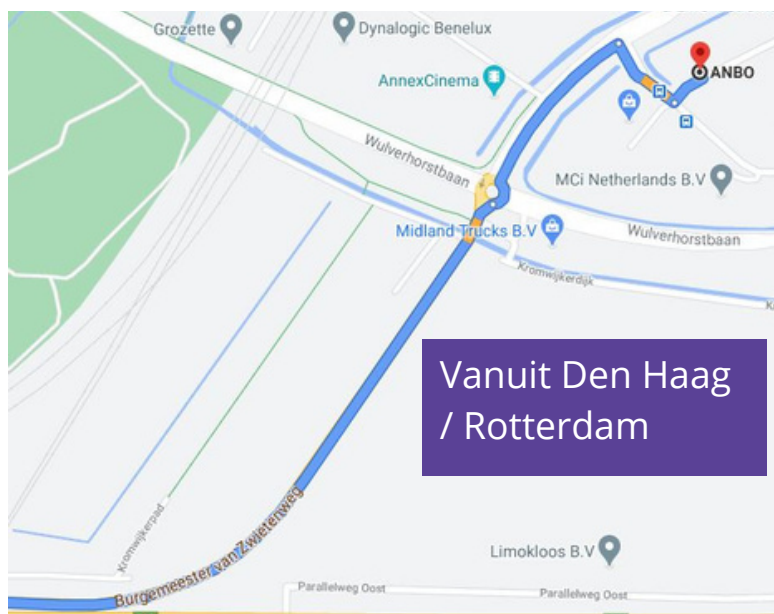 Grozette
Dynalogic Benelux
ANBO
AnnexCinema
Wulverhorstbaan
MCi Netherlands B.V
Midland Trucks B.V
Wulverhorstbaan
Kromwijkerdijk
Vanuit Den Haag
/ Rotterdam
Kromwijkerpad
Burgemeester van Zwietenweg
Limokloos B.V
Parallelweg Oost
Parallelweg Oost